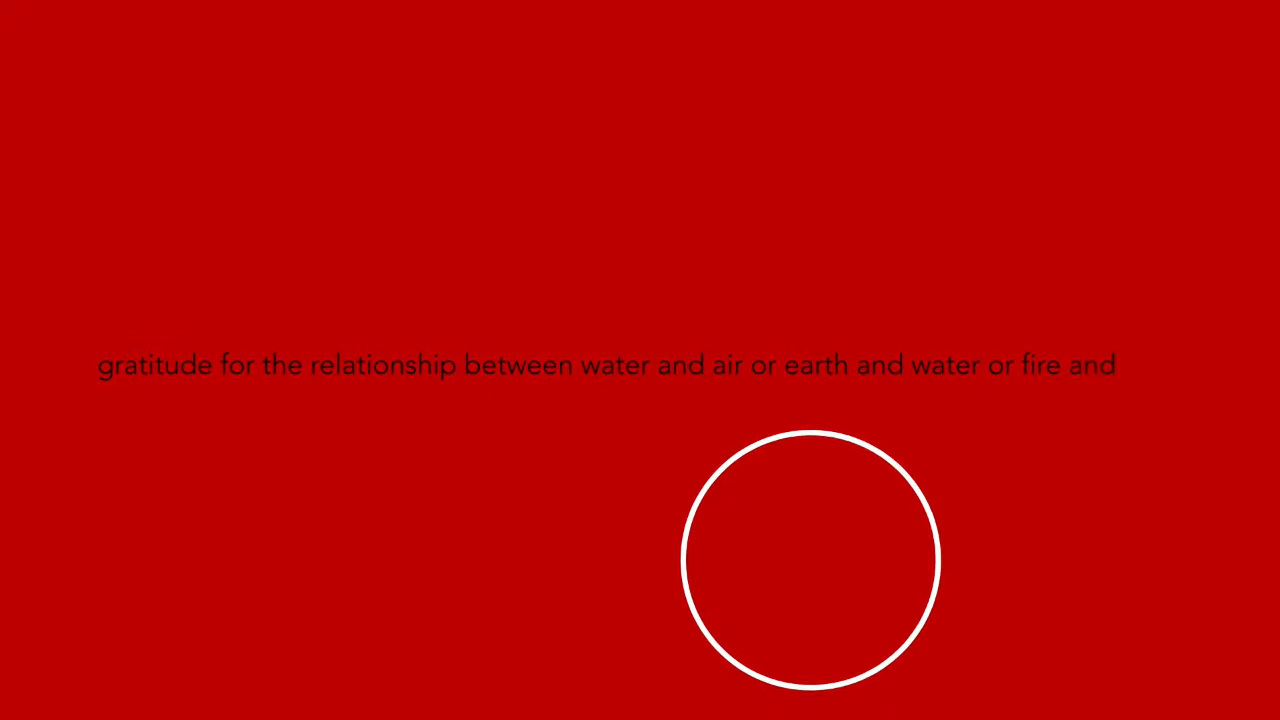 gratitude for the relationship between water and air or earth and water or fire and